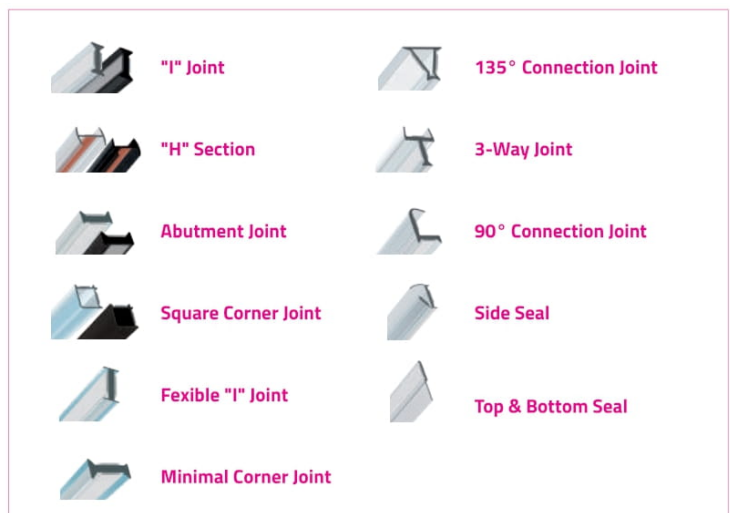 "I" Joint
"H" Section
Abutment Joint
Square Corner Joint
Fexible "I" Joint
Minimal Corner Joint
135° Connection Joint
3-Way Joint
90° Connection Joint
Side Seal
Top & Bottom Seal